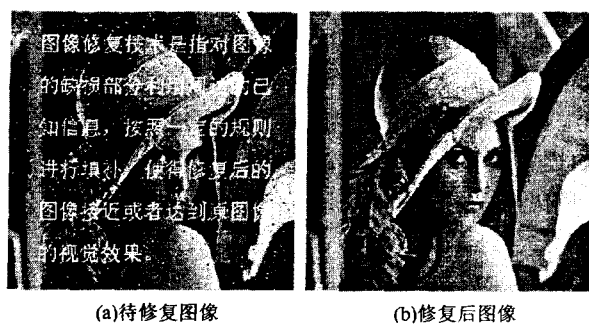 图像修复技术是指对图像
的缺损部分利用周边的已
知信息，按照一定的规则
进行填补，使得修复后的
图像接近或者达到原图像
的视觉效果。
(a)待修复图像
(b)修复后图像